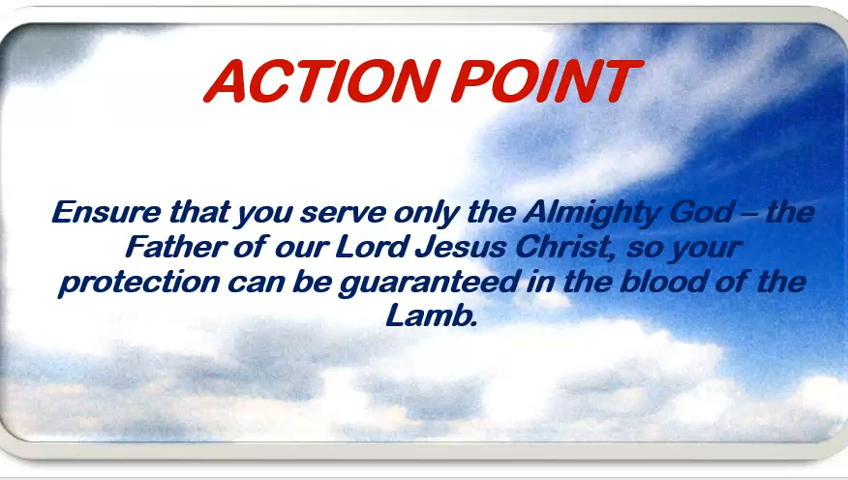 ACTION POINT
Ensure that you serve only the Almighty God – the
Father of our Lord Jesus Christ, so your
protection can be guaranteed in the blood of the
Lamb.